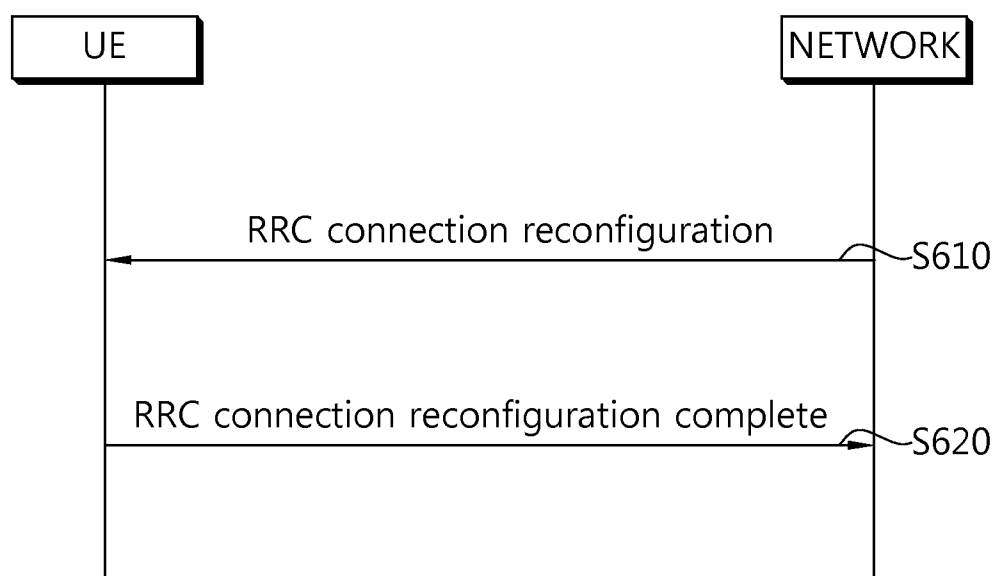 UE
NETWORK
RRC connection reconfiguration
S610
RRC connection reconfiguration complete
S620